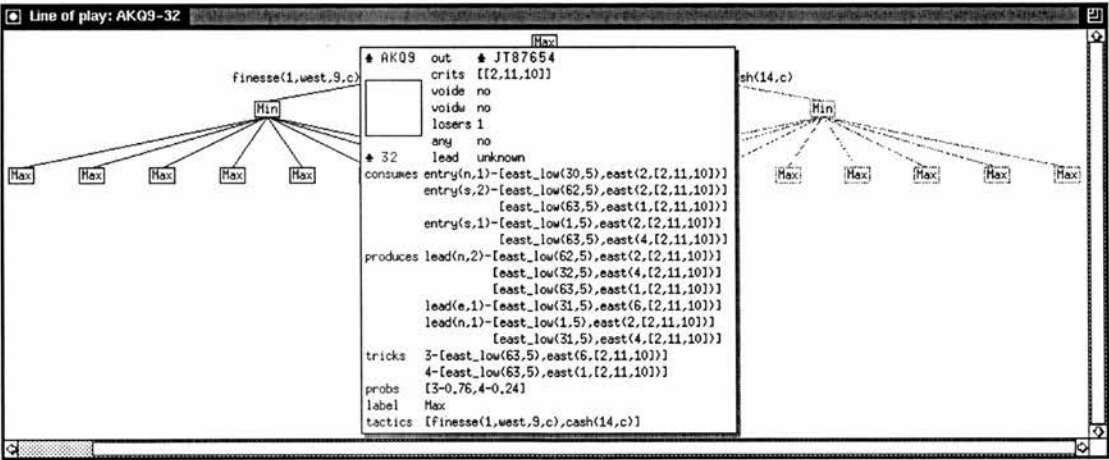 Line of play: AKQ9-32
Max
finesse(1,west,9,c)
sh(14,c)
Min
Min
Max Max Max Max Max
Max Max Max Max Max
♠ AKQ9 out ♠ JT87654
crits [[2,11,10]]
voide no
voidw no
losers 1
any no
♠ 32 lead unknown
consumes entry(n,1)-[east_low(30,5),east(2,[2,11,10])]
entry(s,2)-[east_low(62,5),east(2,[2,11,10])]
[east_low(63,5),east(1,[2,11,10])]
entry(s,1)-[east_low(1,5),east(2,[2,11,10])]
[east_low(63,5),east(4,[2,11,10])]
produces lead(n,2)-[east_low(62,5),east(2,[2,11,10])]
[east_low(32,5),east(4,[2,11,10])]
[east_low(63,5),east(1,[2,11,10])]
lead(e,1)-[east_low(31,5),east(6,[2,11,10])]
lead(n,1)-[east_low(1,5),east(2,[2,11,10])]
[east_low(31,5),east(4,[2,11,10])]
tricks 3-[east_low(63,5),east(6,[2,11,10])]
4-[east_low(63,5),east(1,[2,11,10])]
probs [3-0.76,4-0.24]
label Max
tactics [finesse(1,west,9,c),cash(14,c)]